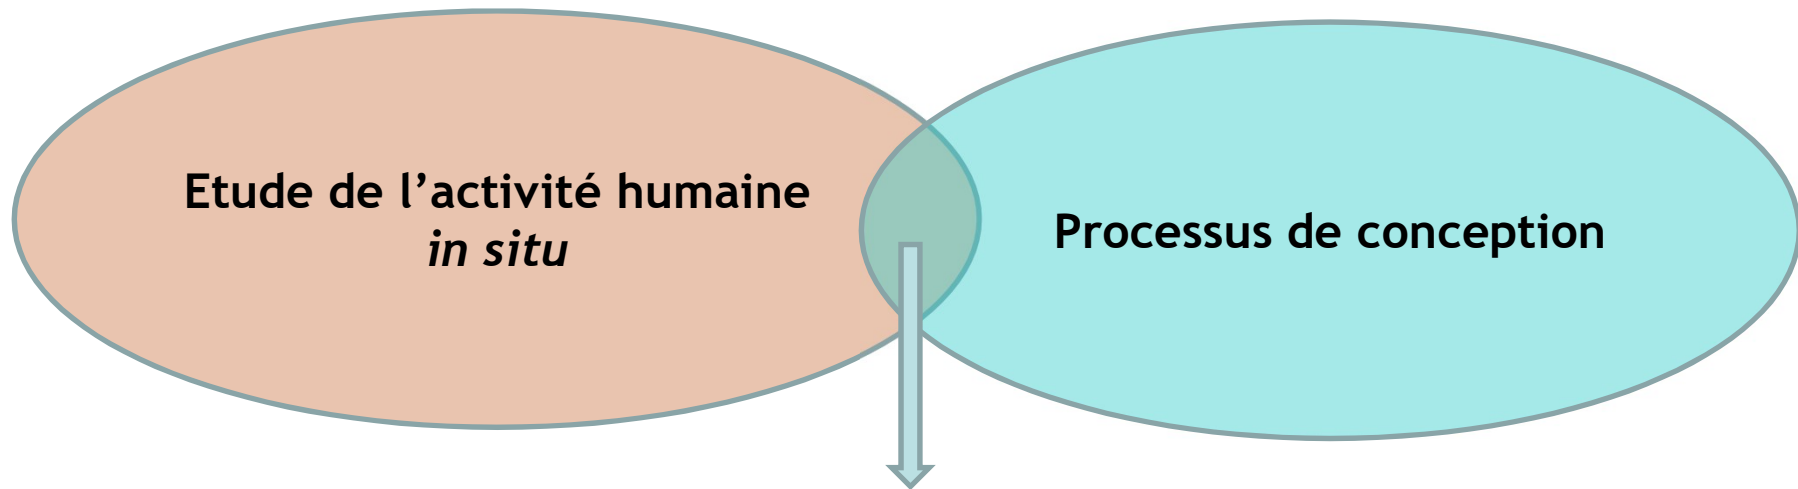 Etude de l’activité humaine
in situ
Processus de conception